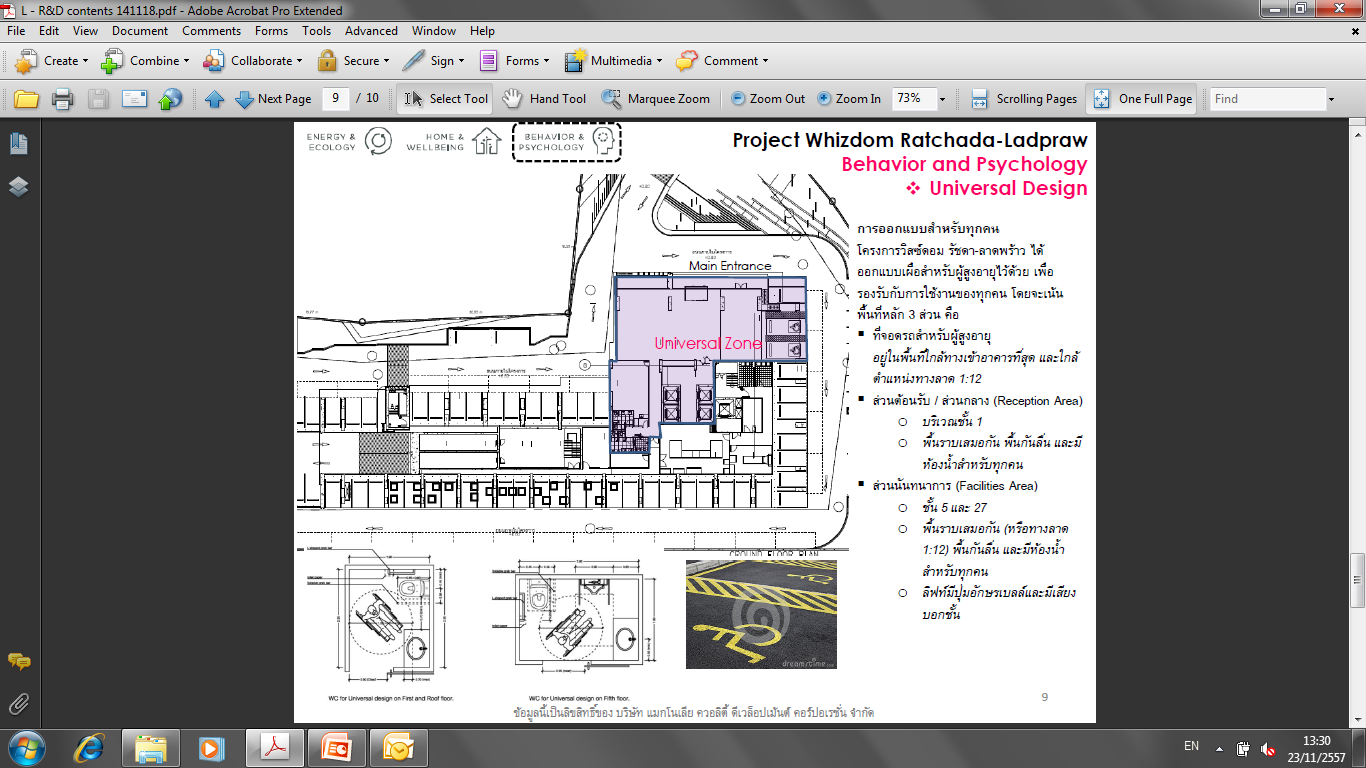 L - R&D contents 141118.pdf - Adobe Acrobat Pro Extended
File Edit View Document Comments Forms Tools Advanced Window Help
Create Combine Collaborate Secure Sign Forms Multimedia Comment
Next Page 9 / 10 Select Tool Hand Tool Marquee Zoom Zoom Out Zoom In 73% Scrolling Pages One Full Page Find
ENERGY &
ECOLOGY
HOME &
WELLBEING
BEHAVIOR &
PSYCHOLOGY
Project Whizdom Ratchada-Ladpraw
Behavior and Psychology
❖ Universal Design
Main Entrance
Universal Zone
GROUND FLOOR PLAN
การออกแบบสำหรับทุกคน
โครงการวิสซ์ดอม รัชดา-ลาดพร้าว ได้
ออกแบบเผื่อสำหรับผู้สูงอายุไว้ด้วย เพื่อ
รองรับกับการใช้งานของทุกคน โดยจะเน้น
พื้นที่หลัก 3 ส่วน คือ
▪ ที่จอดรถสำหรับผู้สูงอายุ
อยู่ในพื้นที่ใกล้ทางเข้าอาคารที่สุด และใกล้
ตำแหน่งทางลาด 1:12
▪ ส่วนต้อนรับ / ส่วนกลาง (Reception Area)
o บริเวณชั้น 1
o พื้นราบเสมอกัน พื้นกันลื่น และมี
ห้องน้ำสำหรับทุกคน
▪ ส่วนนันทนาการ (Facilities Area)
o ชั้น 5 และ 27
o พื้นราบเสมอกัน (หรือทางลาด
1:12) พื้นกันลื่น และมีห้องน้ำ
สำหรับทุกคน
o ลิฟท์มีปุ่มอักษรเบลล์และมีเสียง
บอกชั้น
WC for Universal design on First and Roof floor.
WC for Universal design on Fifth floor.
dreamstime
9
ข้อมูลนี้เป็นลิขสิทธิ์ของ บริษัท แมกโนเลีย ควอลิตี้ ดีเวล็อปเม้นต์ คอร์ปอเรชั่น จำกัด
EN
13:30
23/11/2557